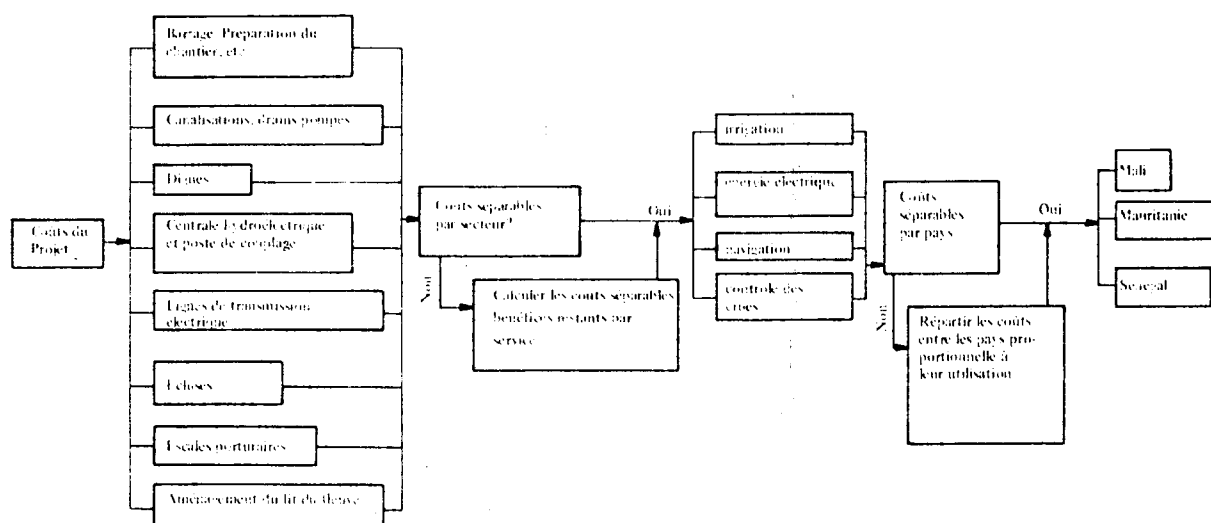 Coûts du
Projet
Barrage, Préparation du
chantier, etc
Canalisations, drains pompes
Digues
Centrale hydroélectrique
et poste de couplage
Lignes de transmission
électrique
Ecluses
Escales portuaires
Aménagement du lit du fleuve
Coûts séparables
par secteur?
Non
Oui
Calculer les coûts séparables
bénéfices restants par
service
irrigation
énergie électrique
navigation
contrôle des
crues
Coûts
séparables
par pays
Non
Oui
Répartir les coûts
entre les pays pro-
portionnelle à
leur utilisation
Mali
Mauritanie
Sénégal